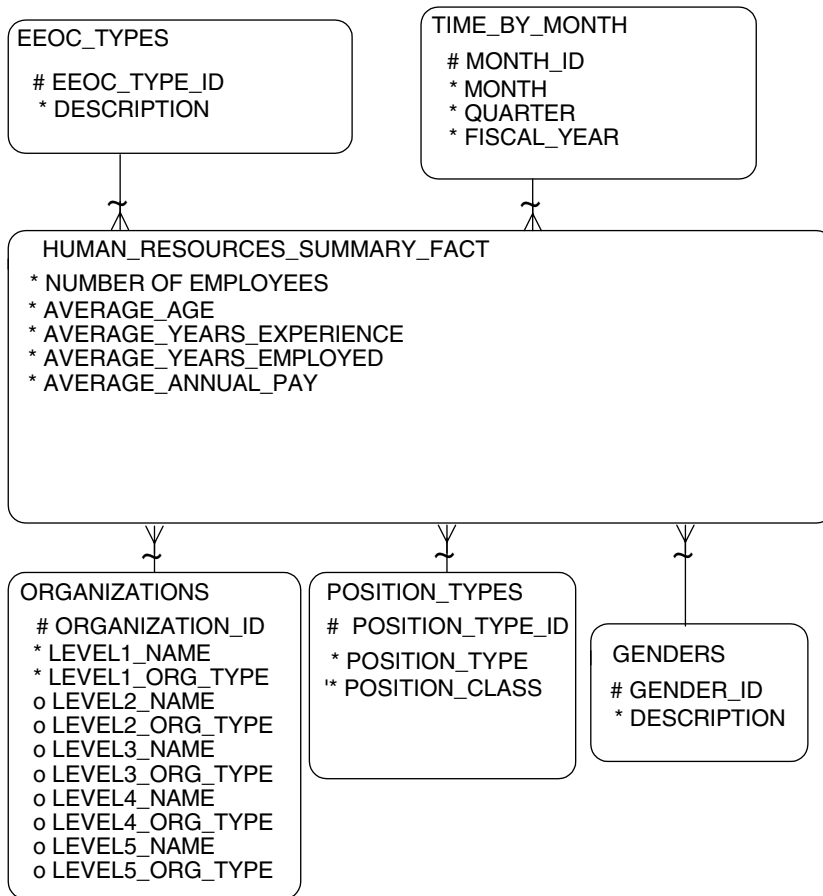 EEOC_TYPES
# EEOC_TYPE_ID
* DESCRIPTION
TIME_BY_MONTH
# MONTH_ID
* MONTH
* QUARTER
* FISCAL_YEAR
~
~
HUMAN_RESOURCES_SUMMARY_FACT
* NUMBER OF EMPLOYEES
* AVERAGE_AGE
* AVERAGE_YEARS_EXPERIENCE
* AVERAGE_YEARS_EMPLOYED
* AVERAGE_ANNUAL_PAY
~
~
~
ORGANIZATIONS
# ORGANIZATION_ID
* LEVEL1_NAME
* LEVEL1_ORG_TYPE
o LEVEL2_NAME
o LEVEL2_ORG_TYPE
o LEVEL3_NAME
o LEVEL3_ORG_TYPE
o LEVEL4_NAME
o LEVEL4_ORG_TYPE
o LEVEL5_NAME
o LEVEL5_ORG_TYPE
POSITION_TYPES
# POSITION_TYPE_ID
* POSITION_TYPE
'* POSITION_CLASS
GENDERS
# GENDER_ID
* DESCRIPTION